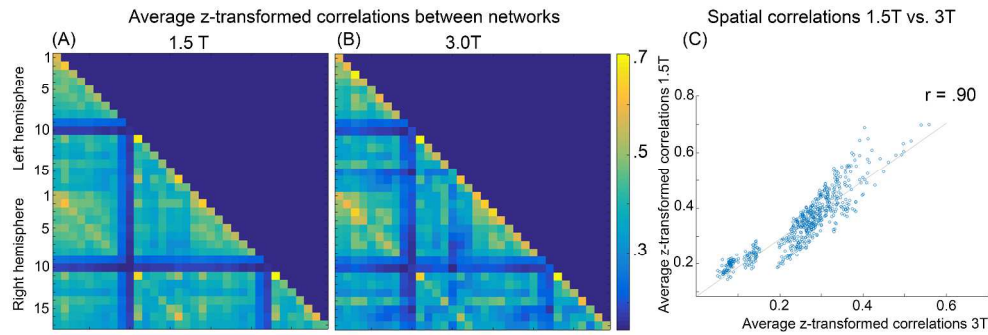 Average z-transformed correlations between networks
Spatial correlations 1.5T vs. 3T
(A)
1.5 T
(B)
3.0T
(C)
Left hemisphere
Right hemisphere
1
5
10
15
1
5
10
15
.7
.3
Average z-transformed correlations 1.5T
0.8
0.6
0.4
0.2
r = .90
0.2
0.4
0.6
Average z-transformed correlations 3T